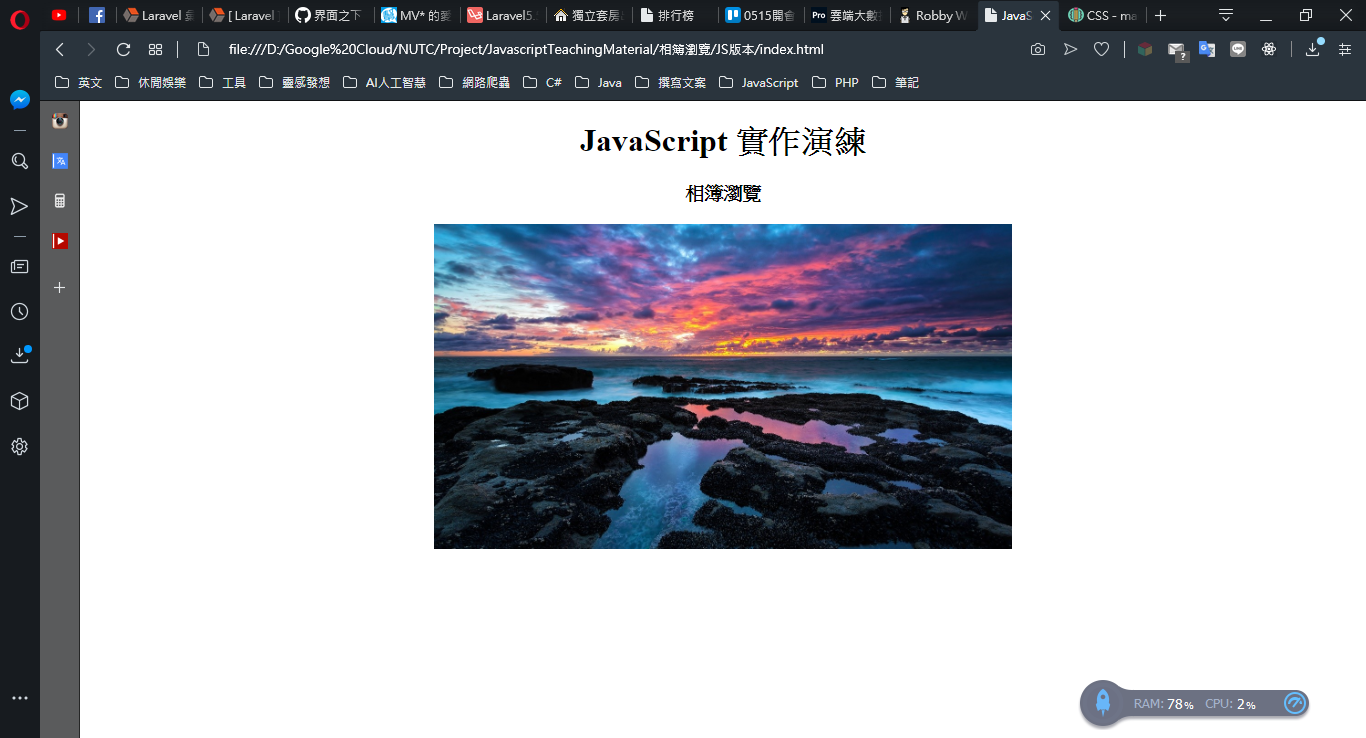 Laravel
[ Laravel
界面之下
MV* 的
Laravel5.
獨立套房
排行榜
0515開會
Pro 雲端大數
Robby W
JavaS
CSS - ma
file:///D:/Google%20Cloud/NUTC/Project/JavascriptTeachingMaterial/相簿瀏覽/JS版本/index.html
英文 休閒娛樂 工具 靈感發想 AI人工智慧 網路爬蟲 C# Java 撰寫文案 JavaScript PHP 筆記
JavaScript 實作演練
相簿瀏覽
RAM: 78% CPU: 2%